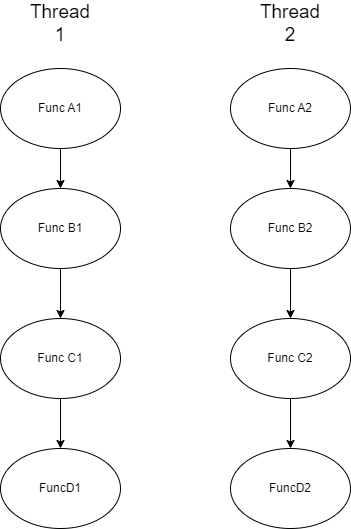 Thread
1
Thread
2
Func A1
Func A2
Func B1
Func B2
Func C1
Func C2
FuncD1
FuncD2